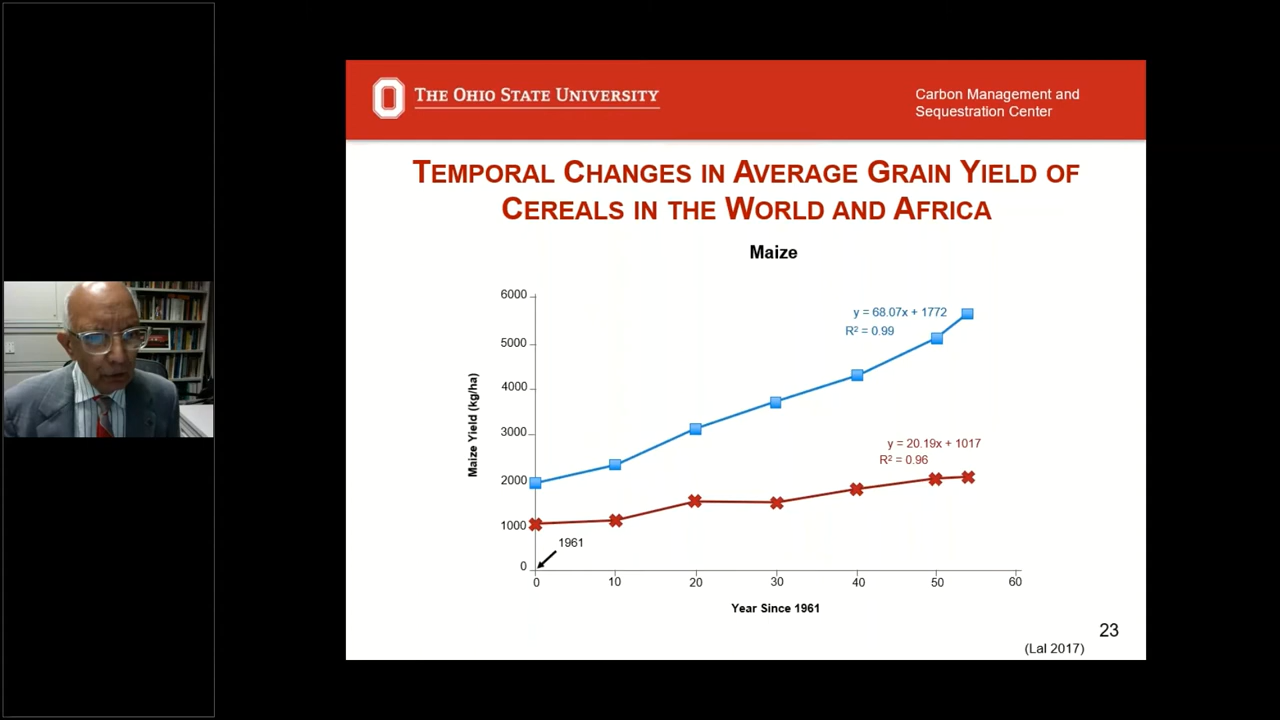 THE OHIO STATE UNIVERSITY
Carbon Management and
Sequestration Center
TEMPORAL CHANGES IN AVERAGE GRAIN YIELD OF
CEREALS IN THE WORLD AND AFRICA
Maize
6000
5000
4000
3000
2000
1000
0
Maize Yield (kg/ha)
y = 68.07x + 1772
R² = 0.99
y = 20.19x + 1017
R² = 0.96
1961
0 10 20 30 40 50 60
Year Since 1961
23
(Lal 2017)